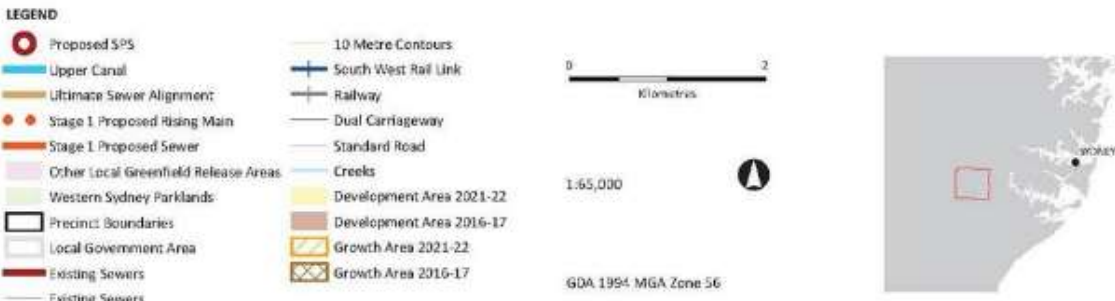 LEGEND
Proposed SPS
Upper Canal
Ultimate Sewer Alignment
Stage 1 Proposed Rising Main
Stage 1 Proposed Sewer
Other Local Greenfield Release Areas
Western Sydney Parklands
Precinct Boundaries
Local Government Area
Existing Sewers
Existing Sewers
10 Metre Contours
South West Rail Link
Railway
Dual Carriageway
Standard Road
Creeks
Development Area 2021-22
Development Area 2016-17
Growth Area 2021-22
Growth Area 2016-17
0 2
Kilometres
1:65,000
GDA 1994 MGA Zone 56
SYDNEY